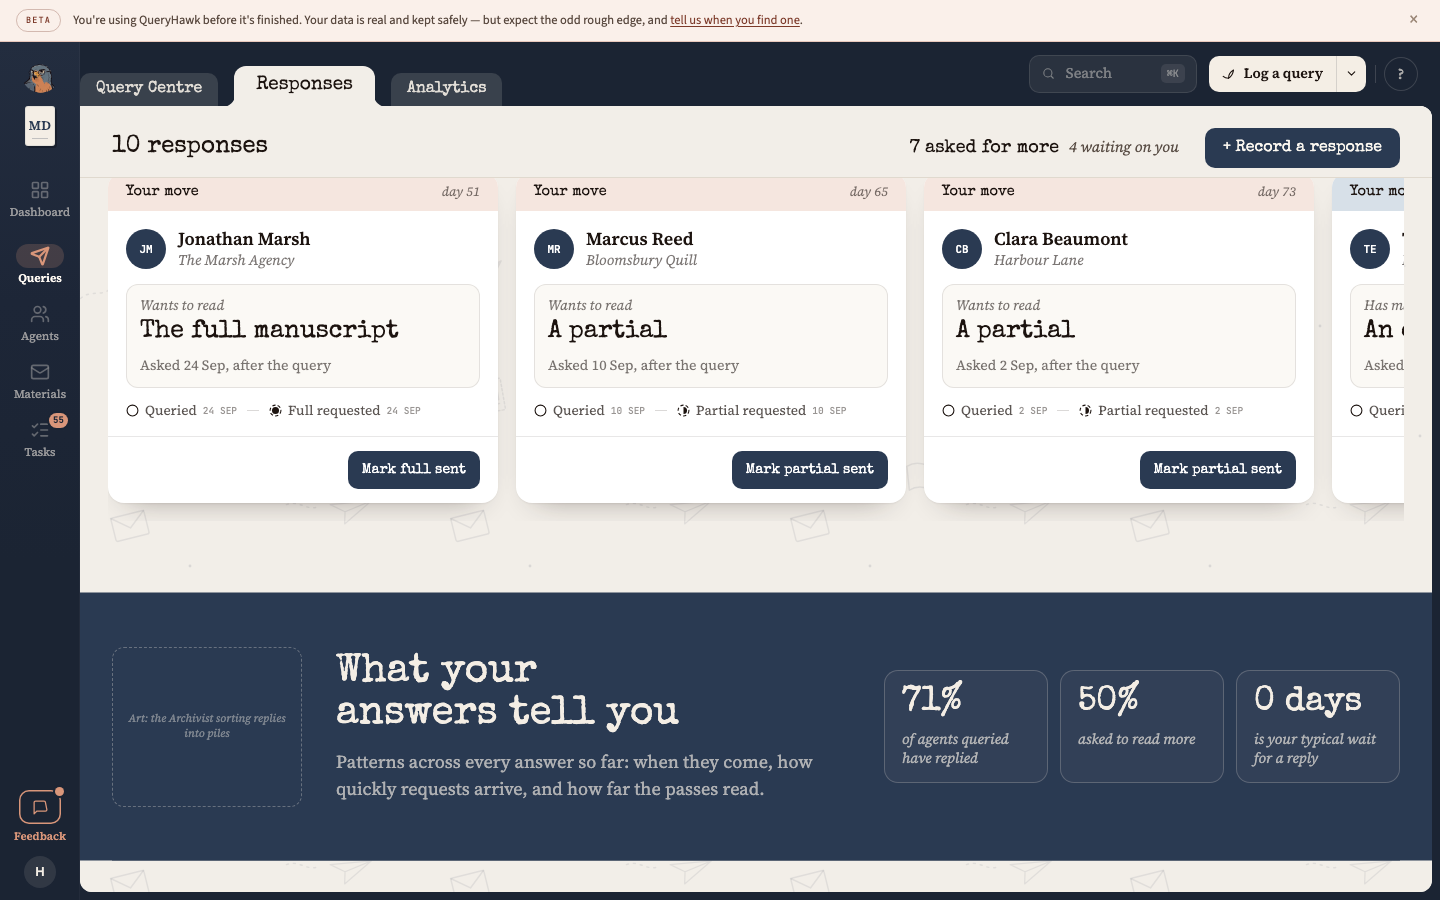 BETA
You're using QueryHawk before it's finished. Your data is real and kept safely — but expect the odd rough edge, and tell us when you find one.
×
Query Centre
Responses
Analytics
Search
⌘K
Log a query
?
MD
Dashboard
Queries
Agents
Materials
55
Tasks
Feedback
H
10 responses
7 asked for more
4 waiting on you
+ Record a response
Your move
day 51
JM
Jonathan Marsh
The Marsh Agency
Wants to read
The full manuscript
Asked 24 Sep, after the query
Queried 24 SEP — Full requested 24 SEP
Mark full sent
Your move
day 65
MR
Marcus Reed
Bloomsbury Quill
Wants to read
A partial
Asked 10 Sep, after the query
Queried 10 SEP — Partial requested 10 SEP
Mark partial sent
Your move
day 73
CB
Clara Beaumont
Harbour Lane
Wants to read
A partial
Asked 2 Sep, after the query
Queried 2 SEP — Partial requested 2 SEP
Mark partial sent
Your mo
TE
Has m
An
Asked
Queri
Art: the Archivist sorting replies
into piles
What your
answers tell you
Patterns across every answer so far: when they come, how
quickly requests arrive, and how far the passes read.
71%
of agents queried
have replied
50%
asked to read more
0 days
is your typical wait
for a reply